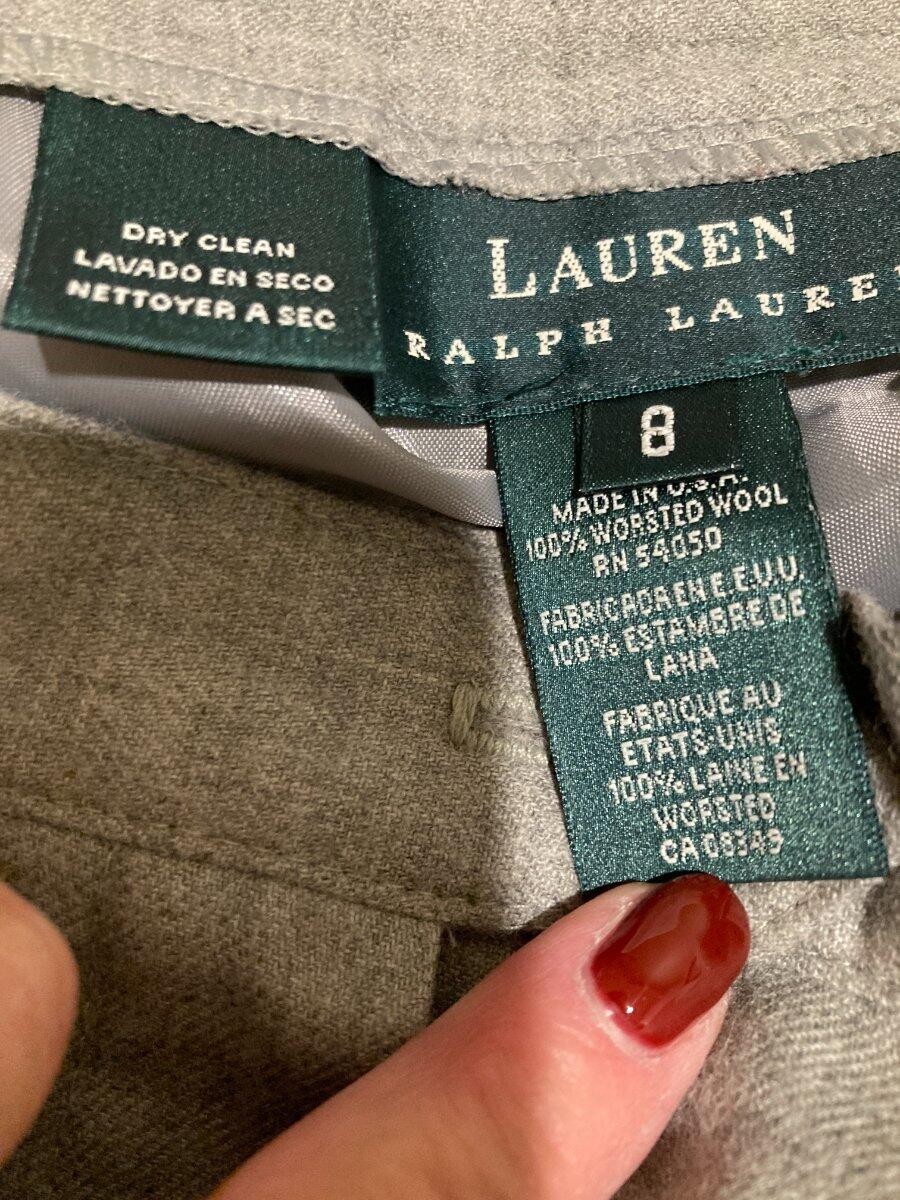 DRY CLEAN
LAVADO EN SECO
NETTOYER A SEC
LAUREN
RALPH LAUREN
8
MADE IN U.S.A.
100% WORSTED WOOL
RN 54050
FABRICADA EN E.E.U.U.
100% ESTAMBRE DE
LANA
FABRIQUE AU
ETATS-UNIS
100% LAINE EN
WORSTED
CA 08349